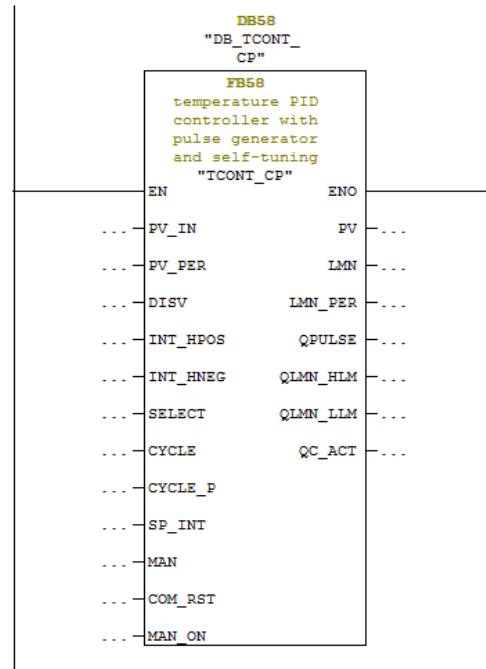 DB58
"DB_TCONT_
CP"
FB58
temperature PID
controller with
pulse generator
and self-tuning
"TCONT_CP"
EN ENO
... PV_IN PV ...
... PV_PER LMN ...
... DISV LMN_PER ...
... INT_HPOS QPULSE ...
... INT_HNEG QLMN_HLM ...
... SELECT QLMN_LLM ...
... CYCLE QC_ACT ...
... CYCLE_P
... SP_INT
... MAN
... COM_RST
... MAN_ON